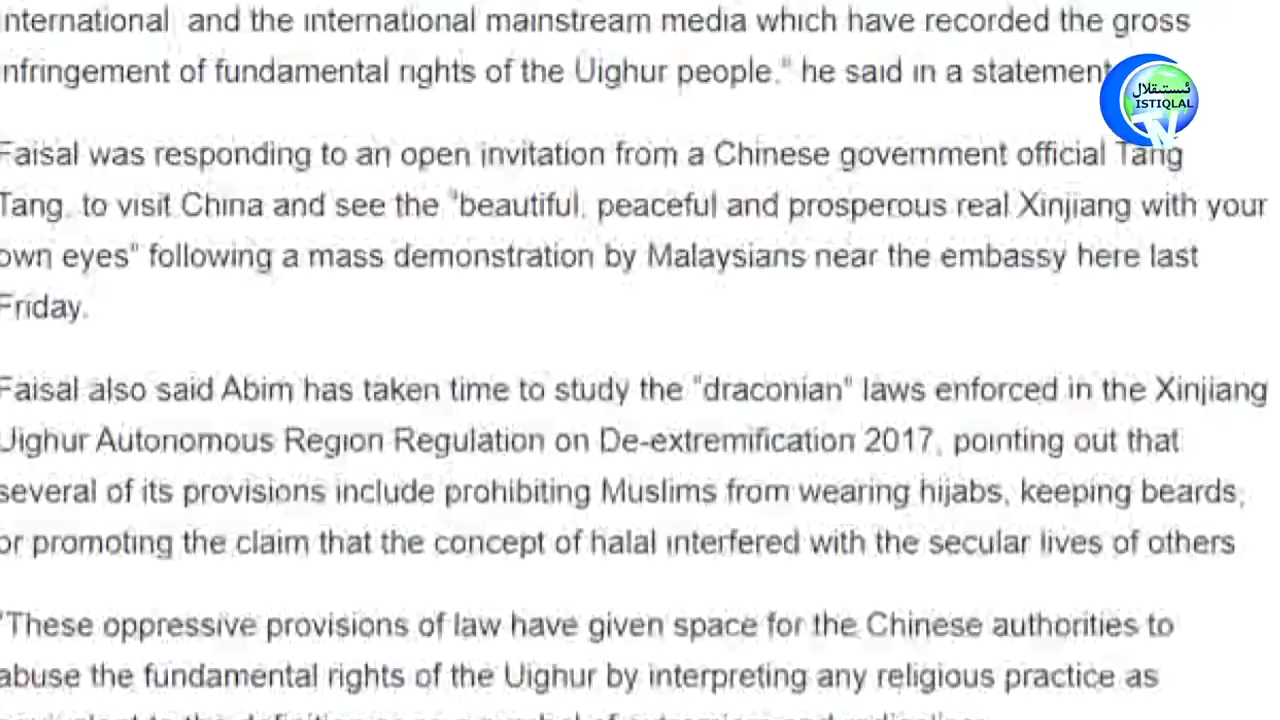 international and the international mainstream media which have recorded the gross
infringement of fundamental rights of the Uighur people," he said in a statement
ئىستىقلال
ISTIQLAL
TV
Faisal was responding to an open invitation from a Chinese government official Tang
Tang, to visit China and see the "beautiful, peaceful and prosperous real Xinjiang with your
own eyes" following a mass demonstration by Malaysians near the embassy here last
Friday.
Faisal also said Abim has taken time to study the "draconian" laws enforced in the Xinjiang
Uighur Autonomous Region Regulation on De-extremification 2017, pointing out that
several of its provisions include prohibiting Muslims from wearing hijabs, keeping beards,
or promoting the claim that the concept of halal interfered with the secular lives of others
"These oppressive provisions of law have given space for the Chinese authorities to
abuse the fundamental rights of the Uighur by interpreting any religious practice as